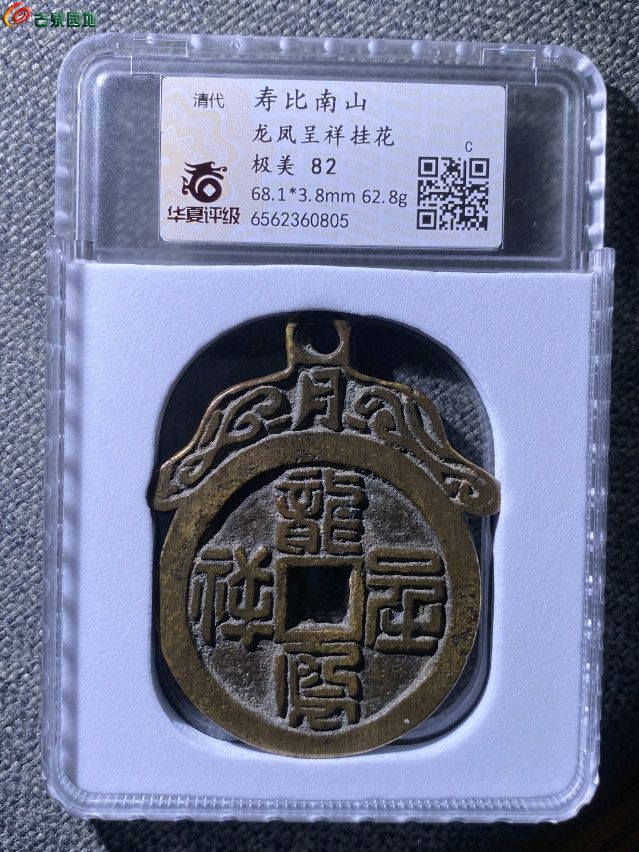 古泉园地
清代
寿比南山
龙凤呈祥挂花
极美 82
68.1*3.8mm 62.8g
6562360805
华夏评级
C
月
龍鳳呈祥